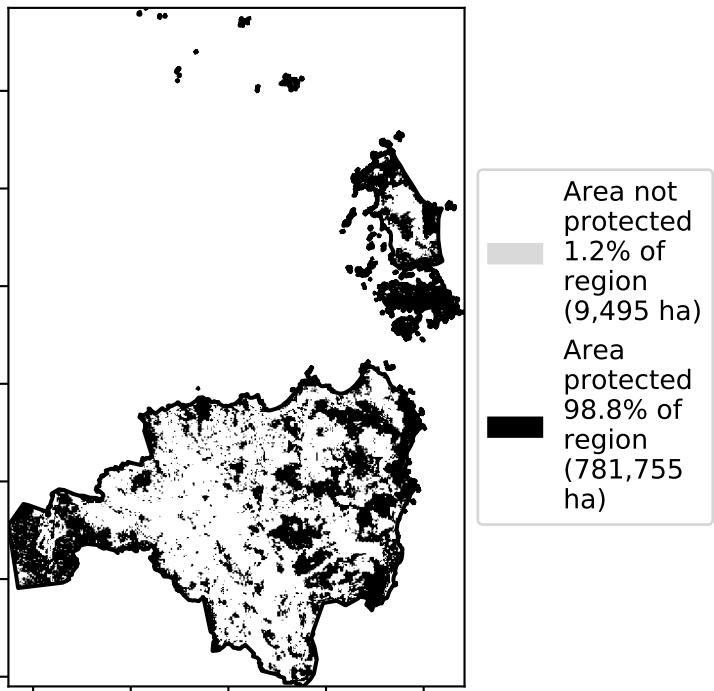 Area not
protected
1.2% of
region
(9,495 ha)
Area
protected
98.8% of
region
(781,755
ha)